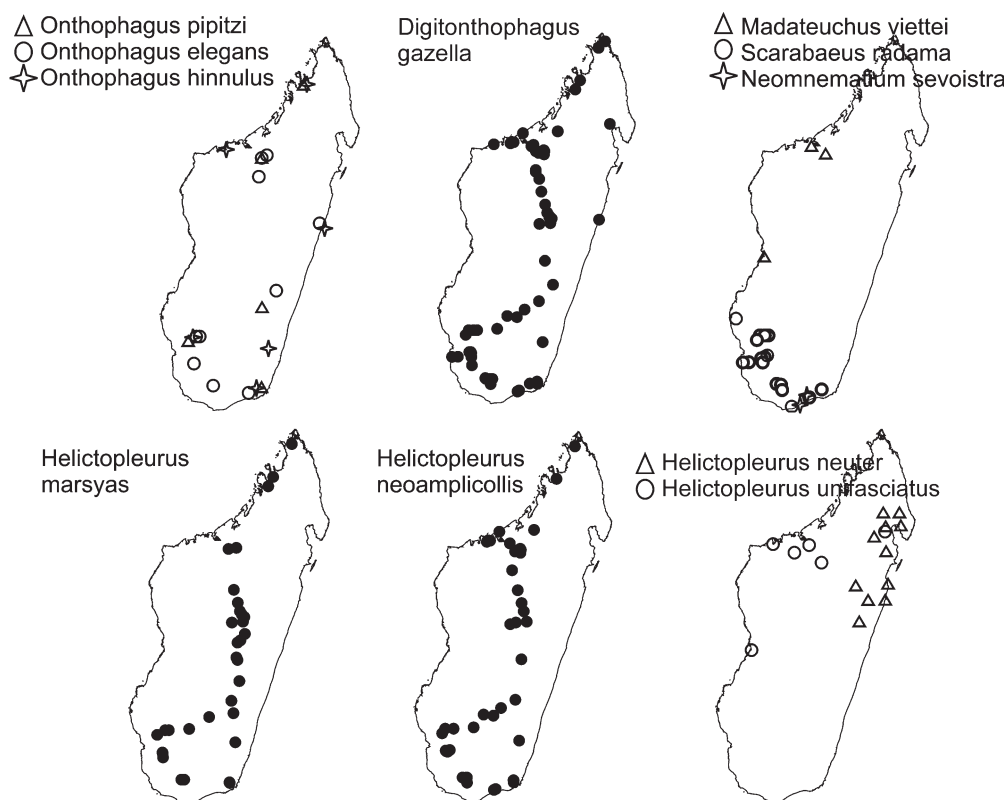 Onthophagus pipitzi
Onthophagus elegans
Onthophagus hinnulus
Digitonthophagus
gazella
Madateuchus viettei
Scarabaeus radama
Neomnematium sevoistra
Helictopleurus
marsyas
Helictopleurus
neoamplicollis
Helictopleurus neuter
Helictopleurus unifasciatus